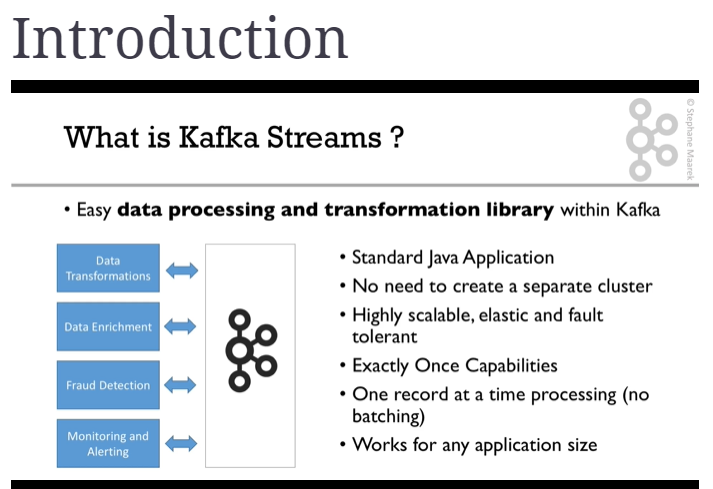 Introduction
What is Kafka Streams ?
© Stephane Maarek
• Easy data processing and transformation library within Kafka
Data
Transformations
Data Enrichment
Fraud Detection
Monitoring and
Alerting
• Standard Java Application
• No need to create a separate cluster
• Highly scalable, elastic and fault
tolerant
• Exactly Once Capabilities
• One record at a time processing (no
batching)
• Works for any application size